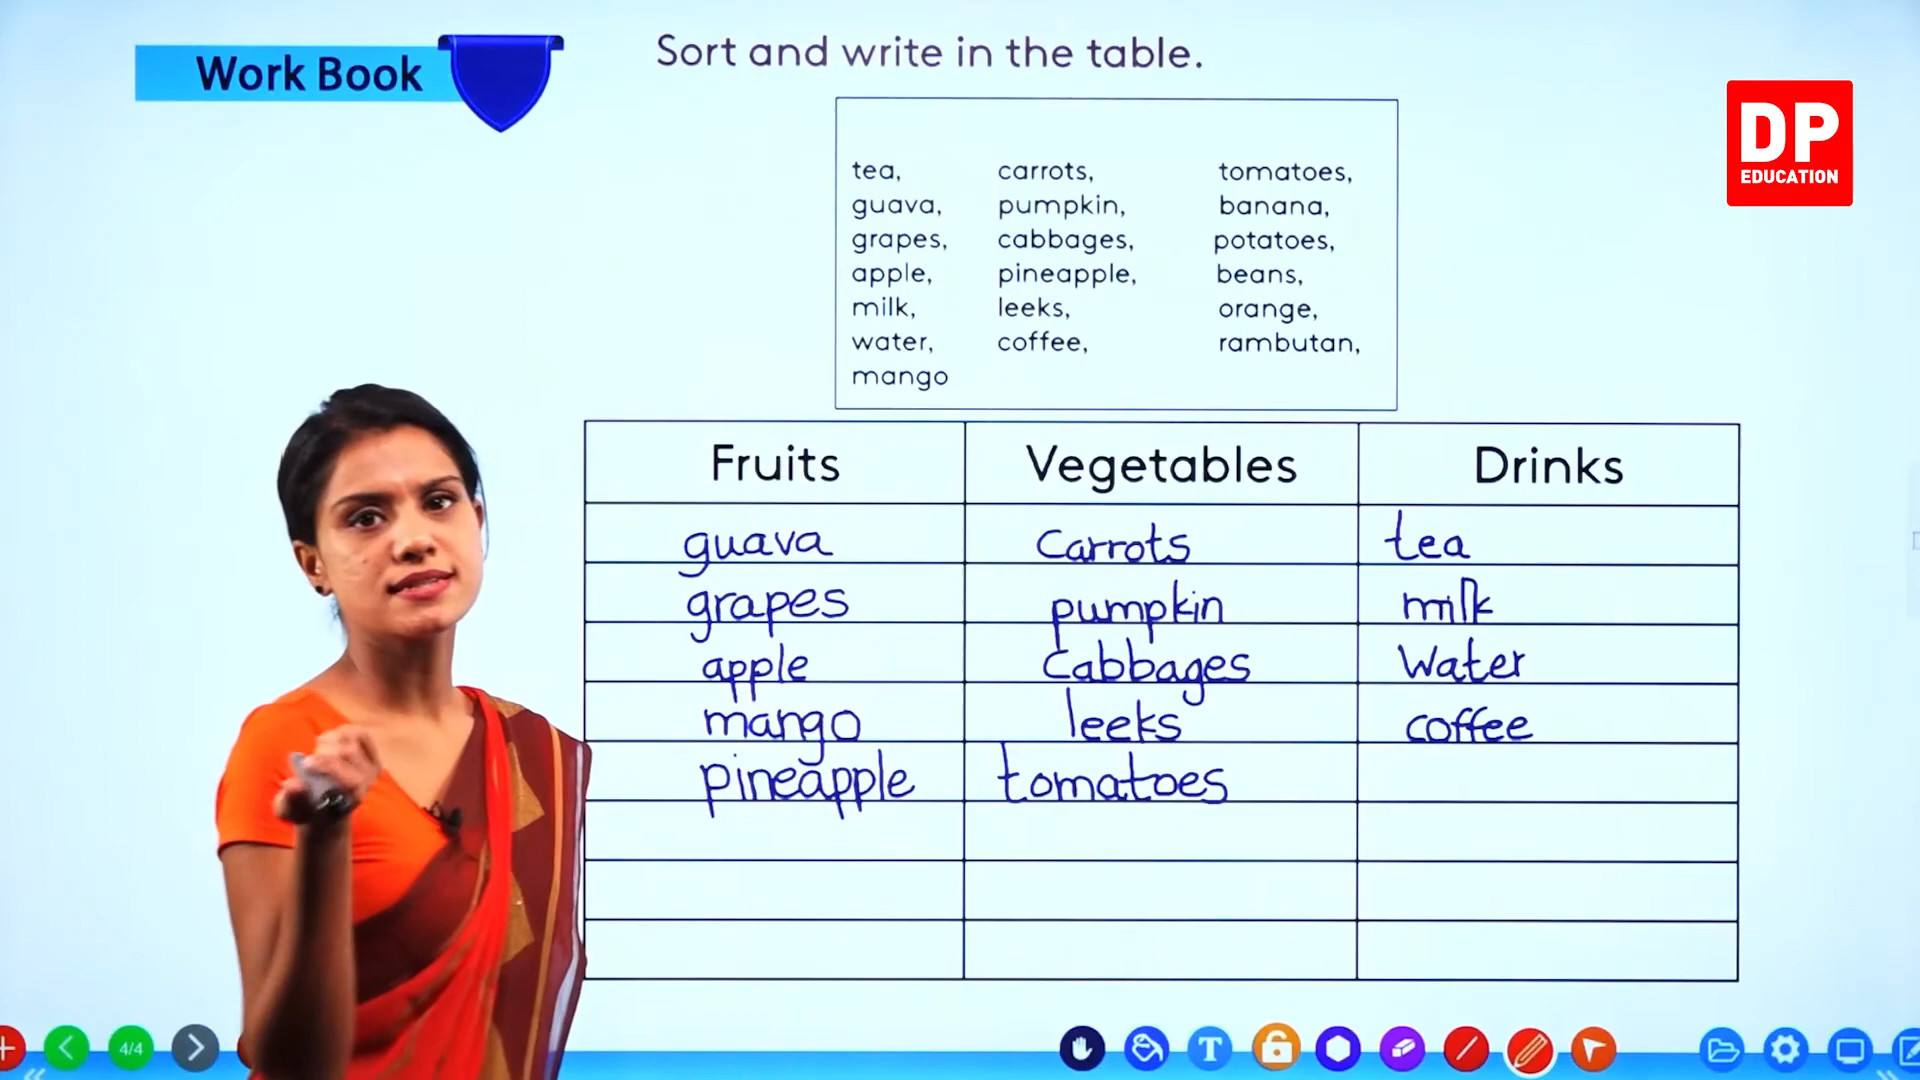 Work Book
Sort and write in the table.
DP
EDUCATION
tea, carrots, tomatoes,
guava, pumpkin, banana,
grapes, cabbages, potatoes,
apple, pineapple, beans,
milk, leeks, orange,
water, coffee, rambutan,
mango
Fruits Vegetables Drinks
guava carrots tea
grapes pumpkin milk
apple cabbages water
mango leeks coffee
pineapple tomatoes
4/4
T